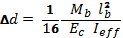 Δd = 1/16 M_b l_b^2 / E_c I_eff